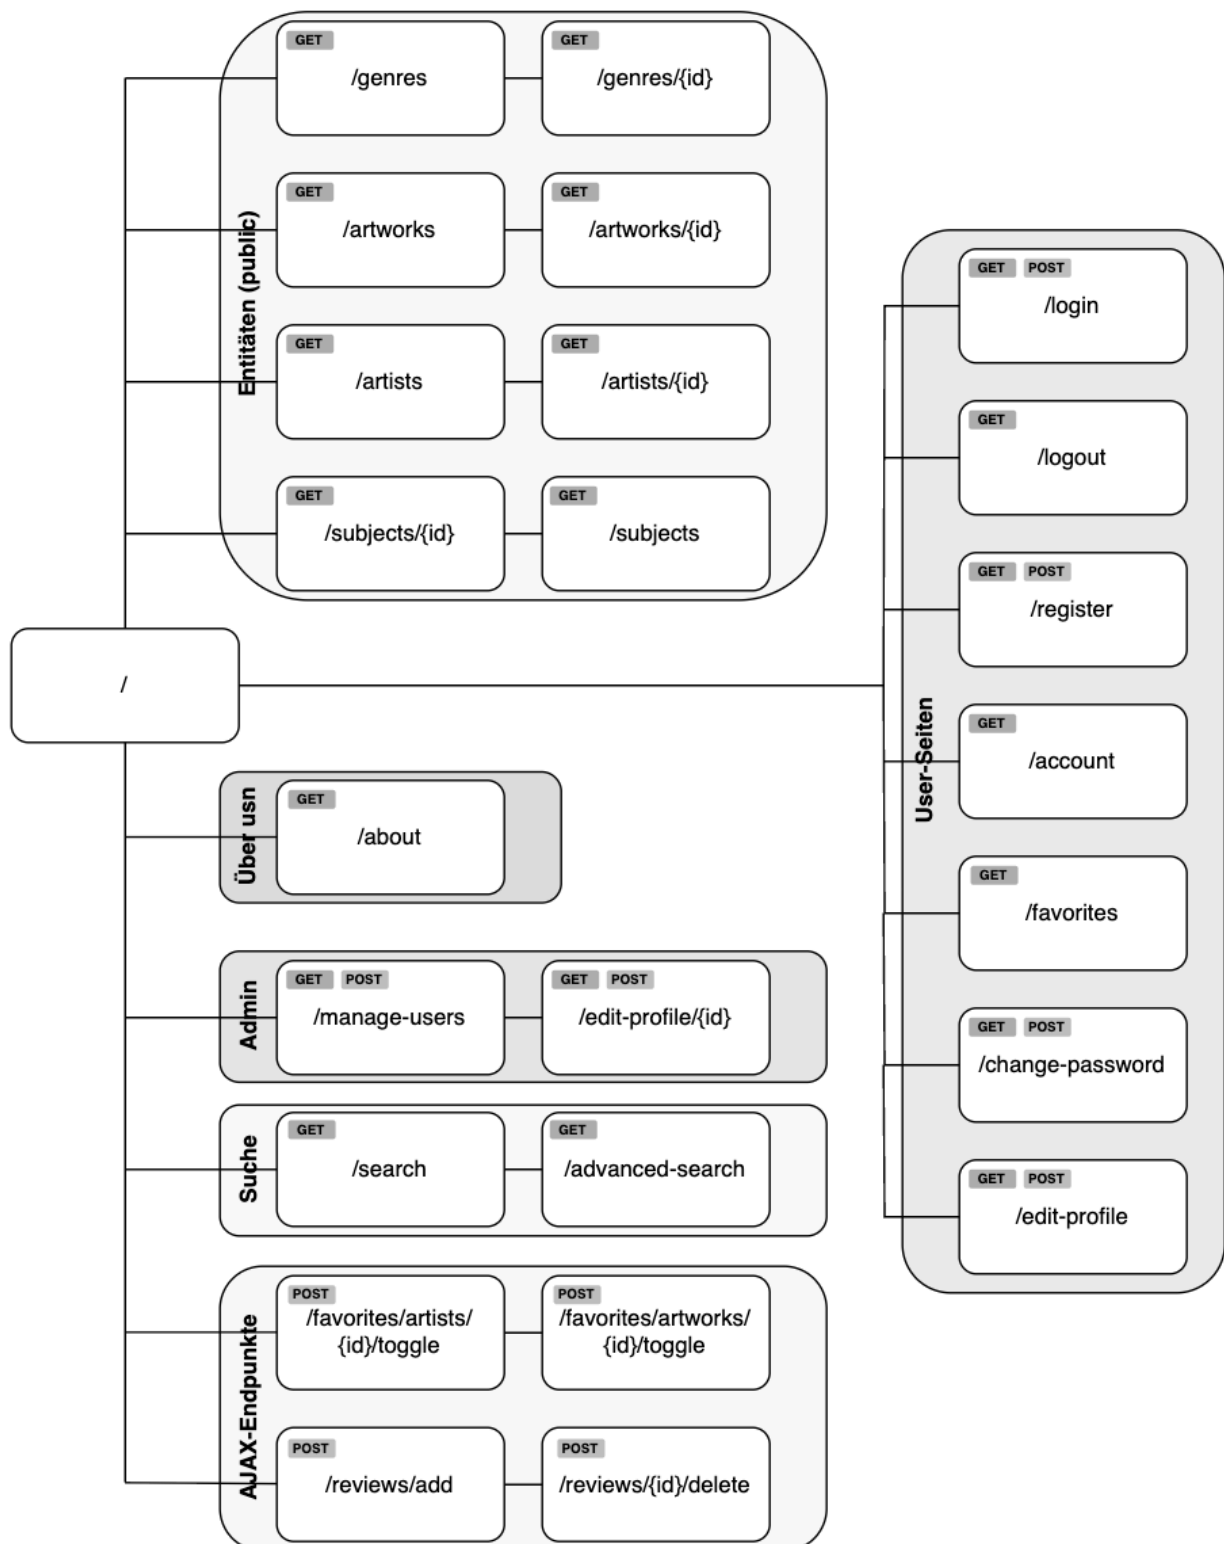 Entitäten (public)
GET
/genres
GET
/genres/{id}
GET
/artworks
GET
/artworks/{id}
GET
/artists
GET
/artists/{id}
GET
/subjects/{id}
GET
/subjects
/
Über usn
GET
/about
Admin
GET POST
/manage-users
GET POST
/edit-profile/{id}
Suche
GET
/search
GET
/advanced-search
AJAX-Endpunkte
POST
/favorites/artists/
{id}/toggle
POST
/favorites/artworks/
{id}/toggle
POST
/reviews/add
POST
/reviews/{id}/delete
User-Seiten
GET POST
/login
GET
/logout
GET POST
/register
GET
/account
GET
/favorites
GET POST
/change-password
GET POST
/edit-profile